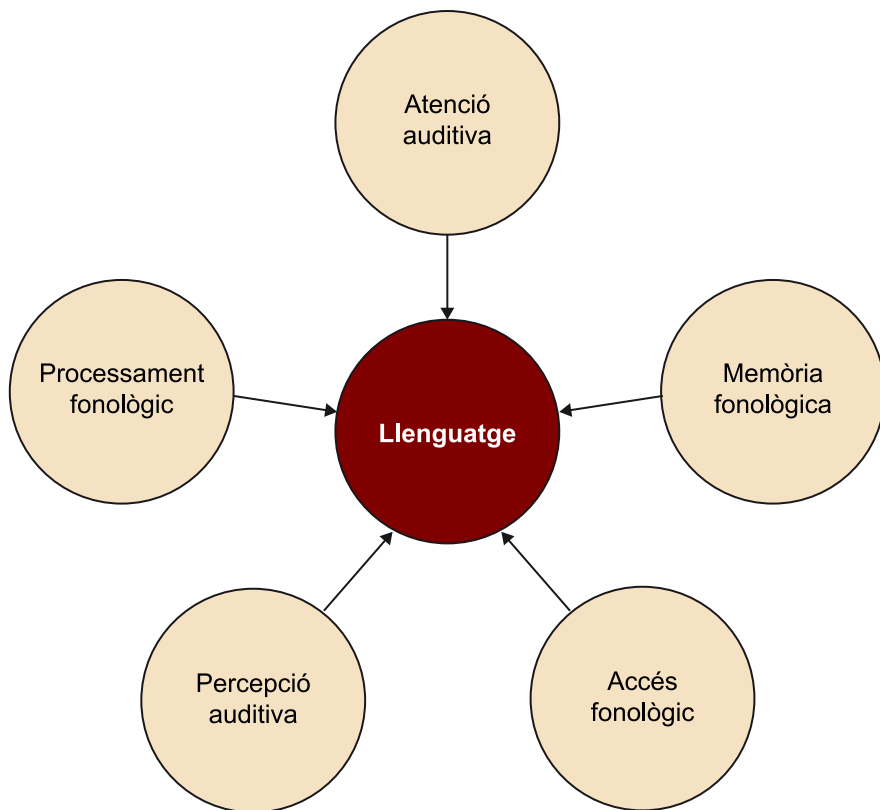 Atenció
auditiva
Processament
fonològic
Memòria
fonològica
Llenguatge
Percepció
auditiva
Accés
fonològic